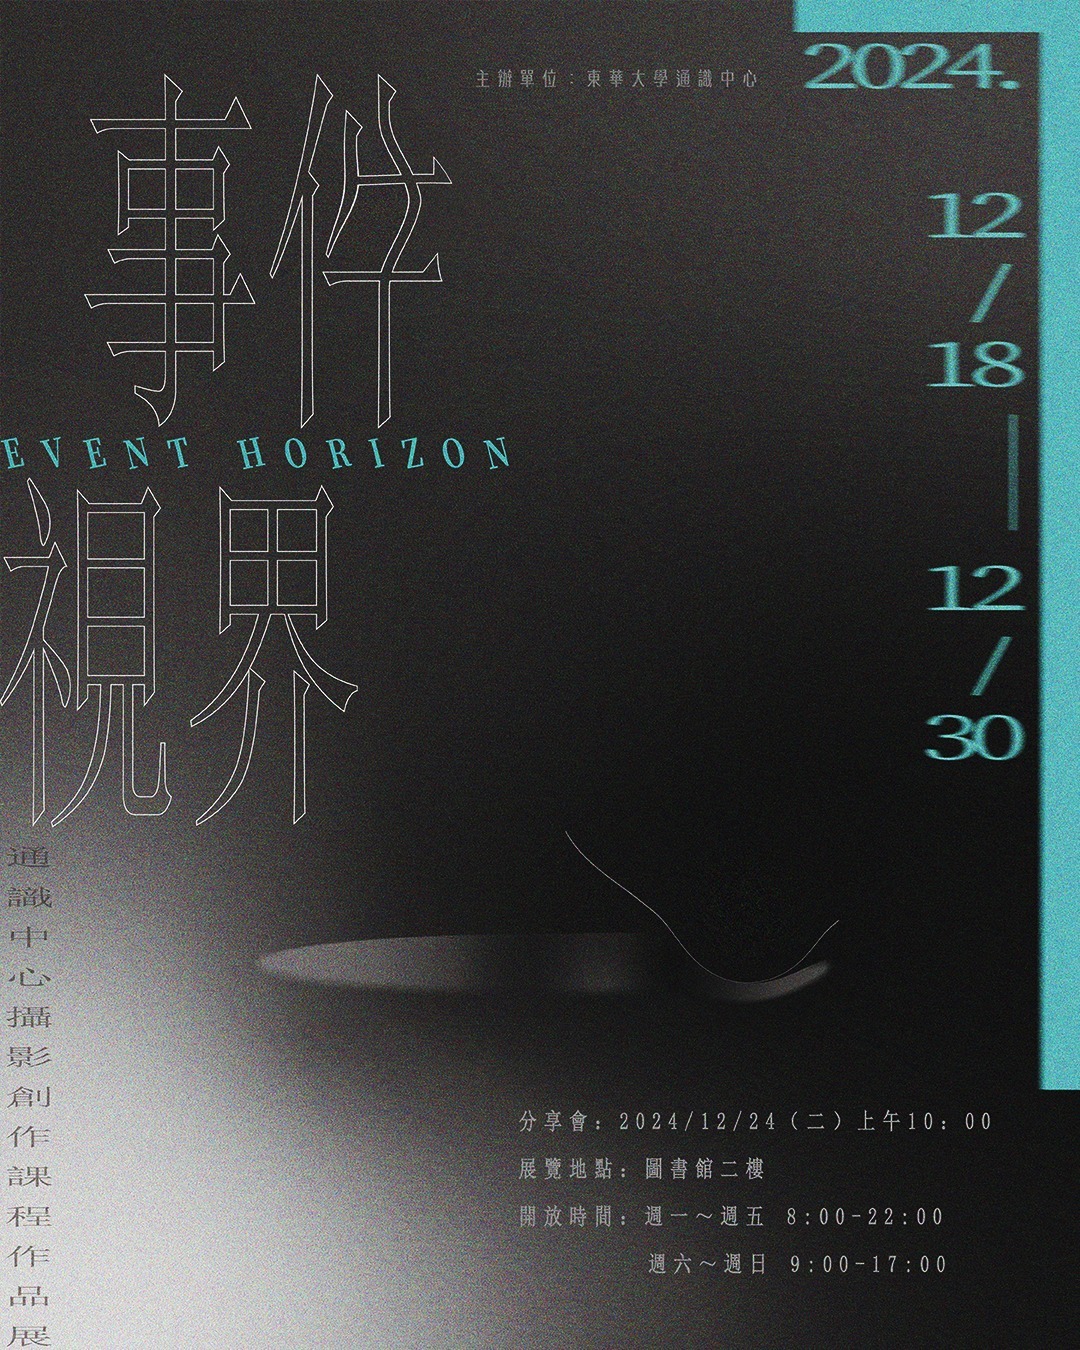 主辦單位：東華大學通識中心
2024.
12
/
18
|
12
/
30
事件
EVENT HORIZON
視界
通識中心攝影創作課程作品展
分享會：2024/12/24（二）上午10：00
展覽地點：圖書館二樓
開放時間：週一～週五 8:00-22:00
週六～週日 9:00-17:00